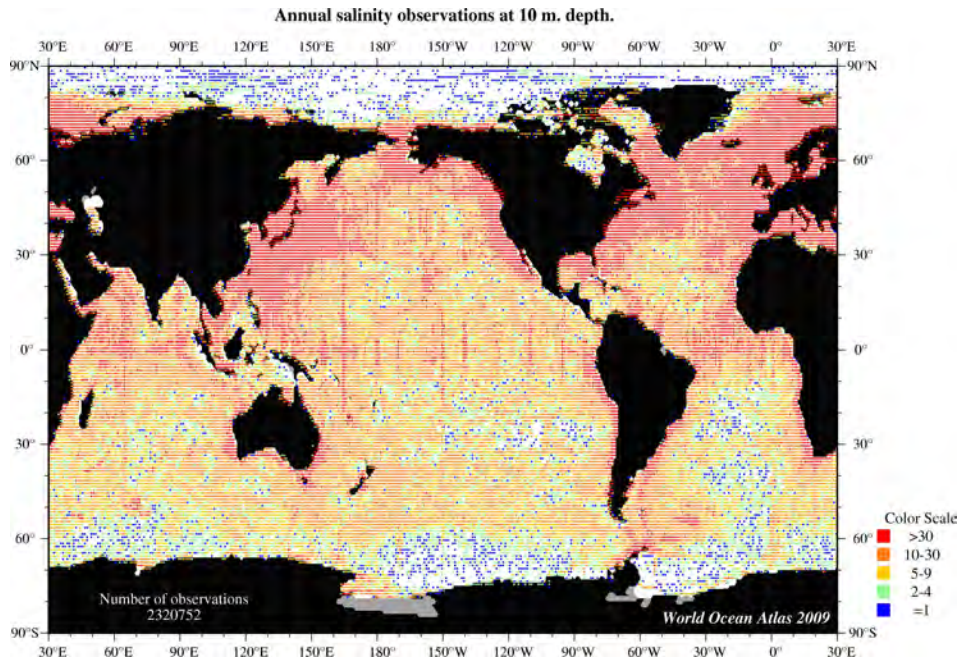 Annual salinity observations at 10 m. depth.
30°E 60°E 90°E 120°E 150°E 180° 150°W 120°W 90°W 60°W 30°W 0° 30°E
90°N 90°N
60° 60°
30° 30°
0° 0°
30° 30°
60° 60°
90°S 90°S
Color Scale
>30
10-30
5-9
2-4
=1
Number of observations
2320752
World Ocean Atlas 2009
30°E 60°E 90°E 120°E 150°E 180° 150°W 120°W 90°W 60°W 30°W 0° 30°E